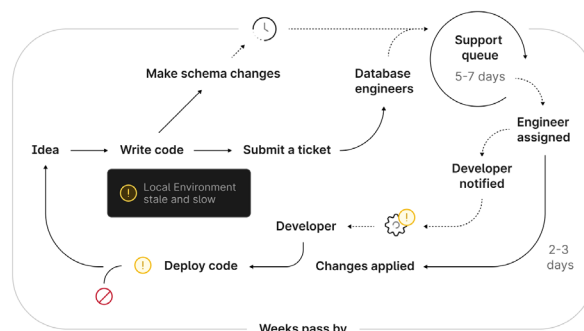 Support
queue
5-7 days
Make schema changes
Database
engineers
Engineer
assigned
Idea
Write code
Submit a ticket
Developer
notified
Local Environment
stale and slow
Developer
2-3
days
Deploy code
Changes applied
Weeks pass by